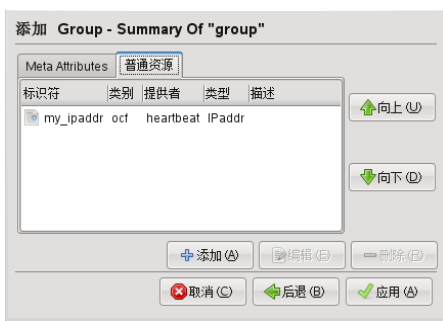 添加 Group - Summary Of "group"
Meta Attributes 普通资源
标识符 类别 提供者 类型 描述
my_ipaddr ocf heartbeat IPaddr
向上(U)
向下(D)
添加(A) 编辑(E) 删除(R)
取消(C) 后退(B) 应用(A)